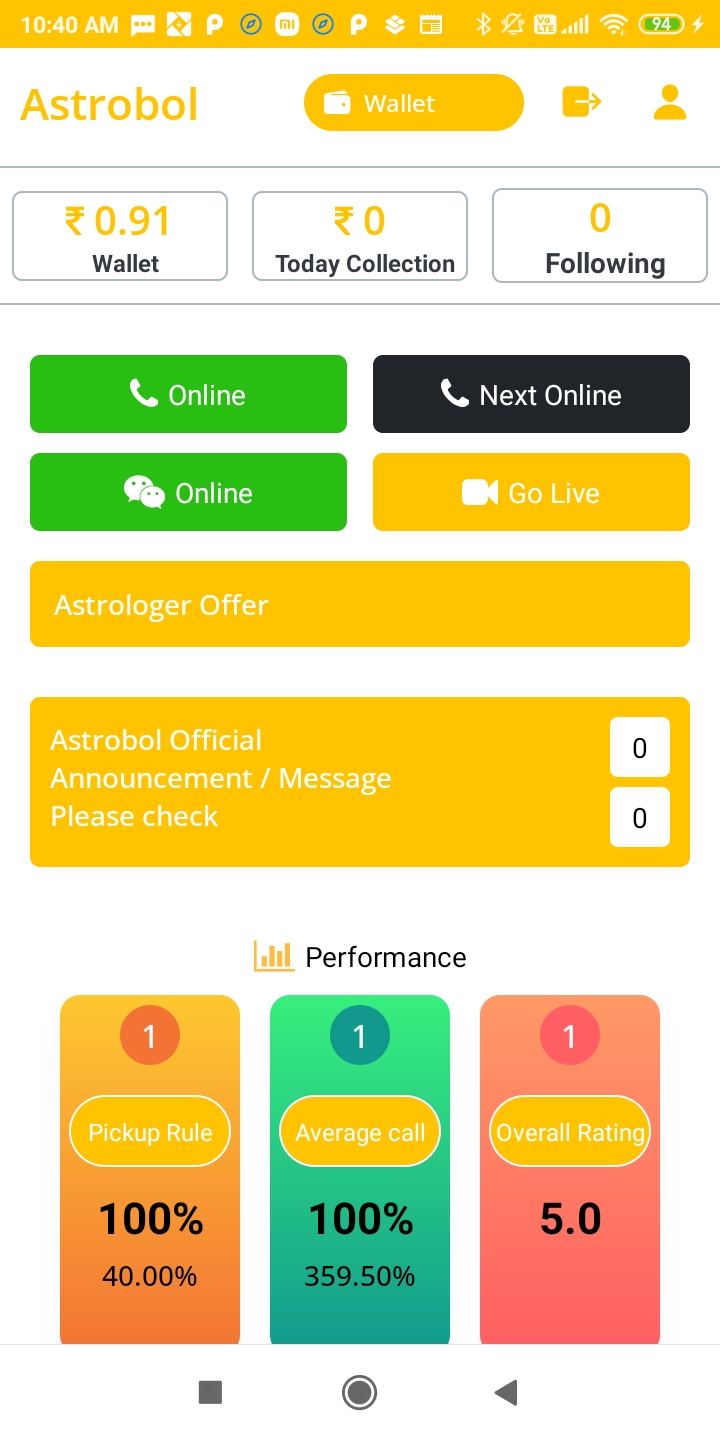 10:40 AM
Vo LTE
94
Astrobol
Wallet
₹ 0.91
Wallet
₹ 0
Today Collection
0
Following
Online
Next Online
Online
Go Live
Astrologer Offer
Astrobol Official
Announcement / Message
Please check
0
0
Performance
1
1
1
Pickup Rule
Average call
Overall Rating
100%
100%
5.0
40.00%
359.50%